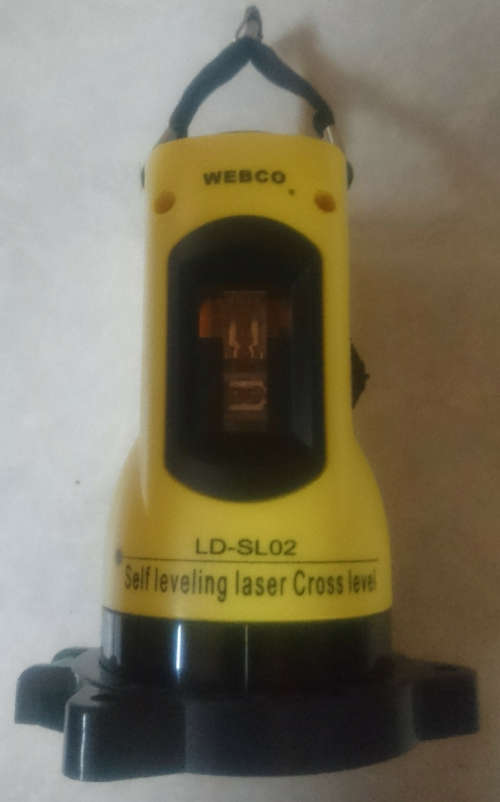 WEBCO
LD-SL02
Self leveling laser Cross level